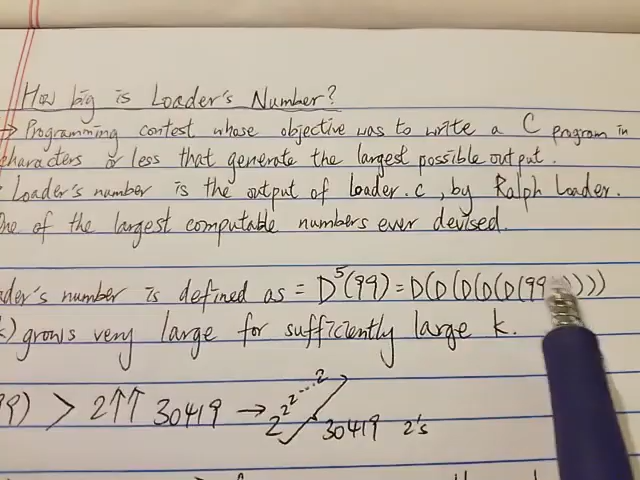 How big is Loader's Number?
→ Programming contest whose objective was to write a C program in
characters or less that generate the largest possible output.
Loader's number is the output of loader.c, by Ralph Loader.
One of the largest computable numbers ever devised.
ader's number is defined as = D⁵(99) = D(D(D(D(D(99)))))
k) grows very large for sufficiently large k.
99) > 2↑↑30419 → 2^2^2^...^2
30419 2's